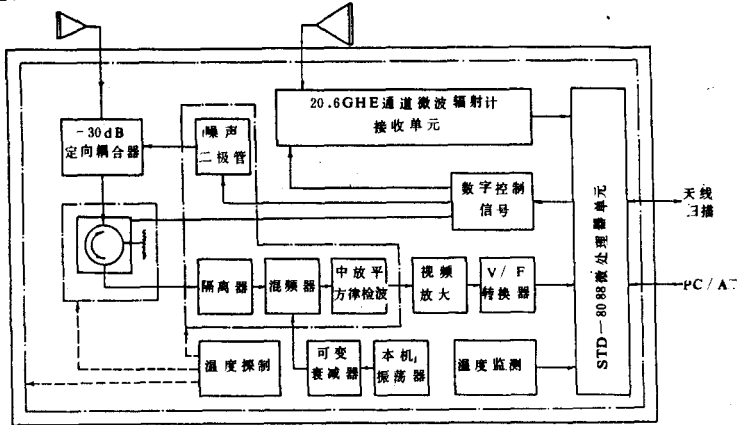 20.6GHE通道微波辐射计
接收单元
-30dB
定向耦合器
噪声
二极管
数字控制
信号
天线
扫描
隔离器
混频器
中放平
方律检波
视频
放大
V/F
转换器
STD—8088微处理器单元
PC/AT
温度探制
可变
衰减器
本机
振荡器
温度监测